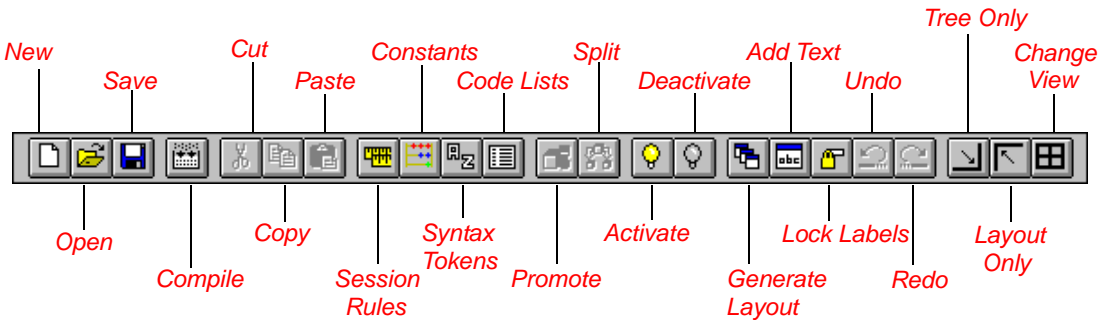 Tree Only
New
Cut
Constants
Split
Add Text
Change
View
Save
Paste
Code Lists
Deactivate
Undo
A
Z
abc
Open
Copy
Syntax
Tokens
Activate
Lock Labels
Layout
Only
Compile
Session
Rules
Promote
Generate
Layout
Redo